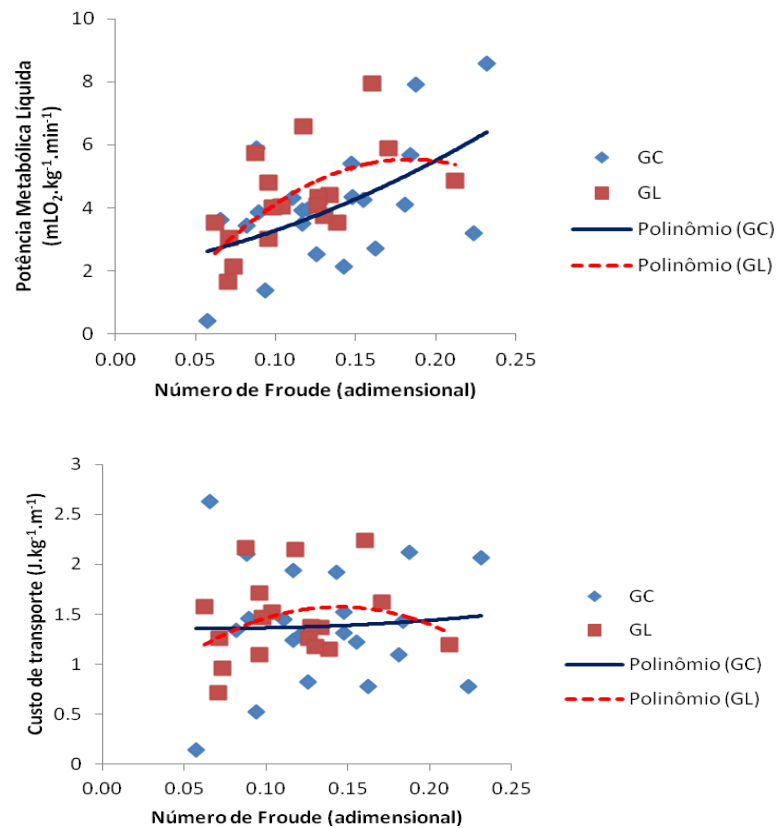 Potência Metabólica Líquida
(mLO₂.kg⁻¹.min⁻¹)
10
8
6
4
2
0
0.00 0.05 0.10 0.15 0.20 0.25
Número de Froude (adimensional)
GC
GL
Polinômio (GC)
Polinômio (GL)
Custo de transporte (J.kg⁻¹.m⁻¹)
3
2.5
2
1.5
1
0.5
0
0.00 0.05 0.10 0.15 0.20 0.25
Número de Froude (adimensional)
GC
GL
Polinômio (GC)
Polinômio (GL)